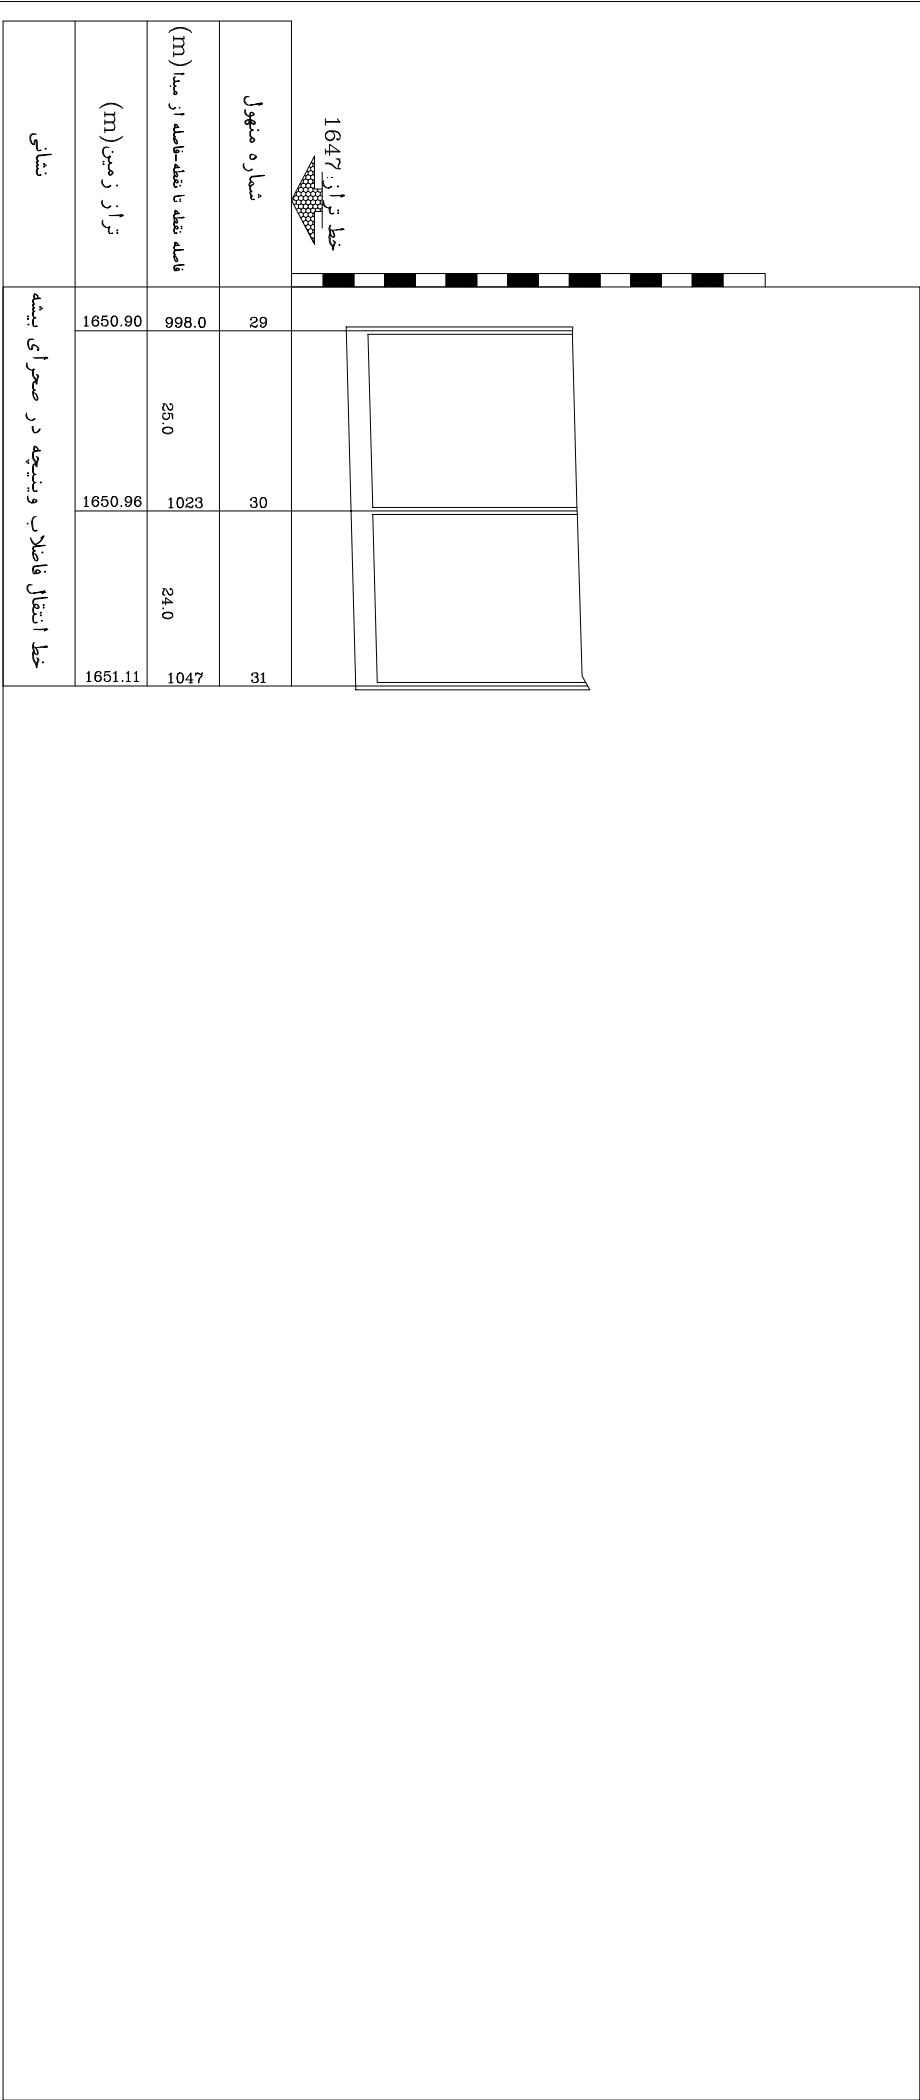 خط تراز: 1647
شماره منهول
29
30
31
فاصله نقطه تا نقطه-فاصله از مبدا (m)
998.0
25.0
1023
24.0
1047
تراز زمین (m)
1650.90
1650.96
1651.11
نشانی
خط انتقال فاضلاب وینیچه در صحرای بیشه